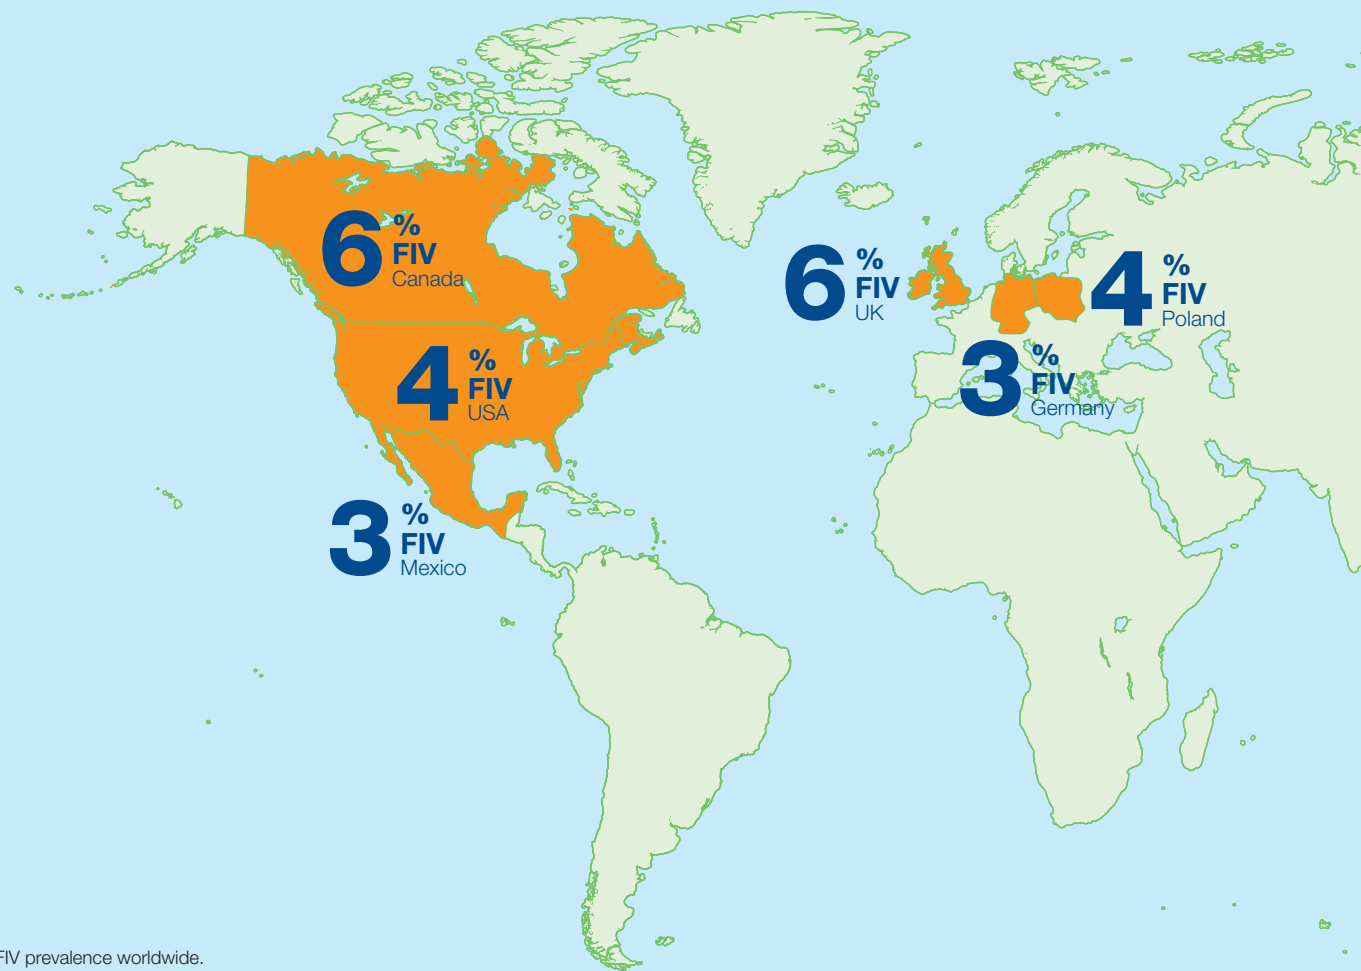 6 %
FIV
Canada
4 %
FIV
USA
3 %
FIV
Mexico
6 %
FIV
UK
4 %
FIV
Poland
3 %
FIV
Germany
FIV prevalence worldwide.